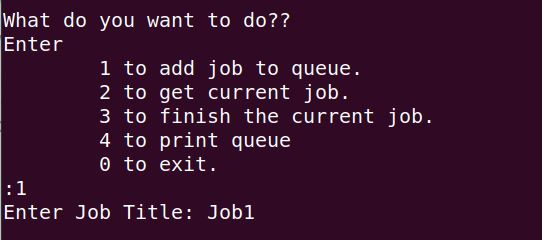 What do you want to do??
Enter
1 to add job to queue.
2 to get current job.
3 to finish the current job.
4 to print queue
0 to exit.
:1
Enter Job Title: Job1